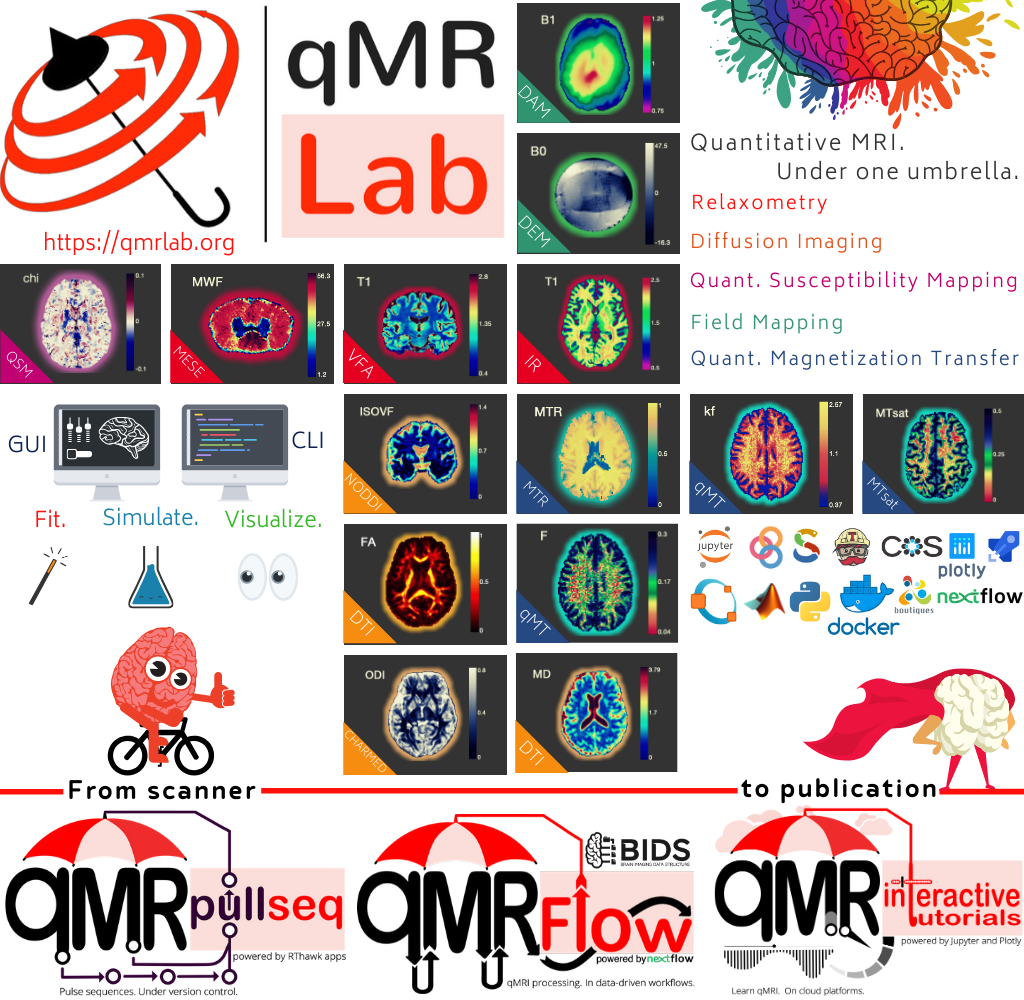 qMR
Lab
https://qmrlab.org
B1
1.25
1
0.75
DAM
B0
47.5
0
-16.3
DEM
Quantitative MRI.
Under one umbrella.
Relaxometry
Diffusion Imaging
Quant. Susceptibility Mapping
Field Mapping
Quant. Magnetization Transfer
chi
0.1
0
-0.1
QSM
MWF
56.3
27.5
1.2
MESE
T1
2.8
1.35
0.4
VFA
T1
2.5
1.5
0.5
IR
GUI
CLI
Fit.
Simulate.
Visualize.
ISOVF
1.4
0.7
0
NODDI
MTR
1
0.5
0
MTR
kf
2.67
1.1
0.97
qMT
MTsat
0.5
0.25
0
MTsat
FA
1
0.5
0
DTI
F
0.3
0.17
0.04
qMT
jupyter
COS
plotly
boutiques
nextflow
docker
ODI
0.8
0.4
0
CHARMED
MD
3.79
1.7
0
DTI
From scanner
to publication
qMR
pullseq
powered by RThawk apps
Pulse sequences. Under version control.
BIDS
BRAIN IMAGING DATA STRUCTURE
qMR
Flow
powered by nextflow
qMRI processing. In data-driven workflows.
qMR
interactive
tutorials
powered by Jupyter and Plotly
Learn qMRI. On cloud platforms.